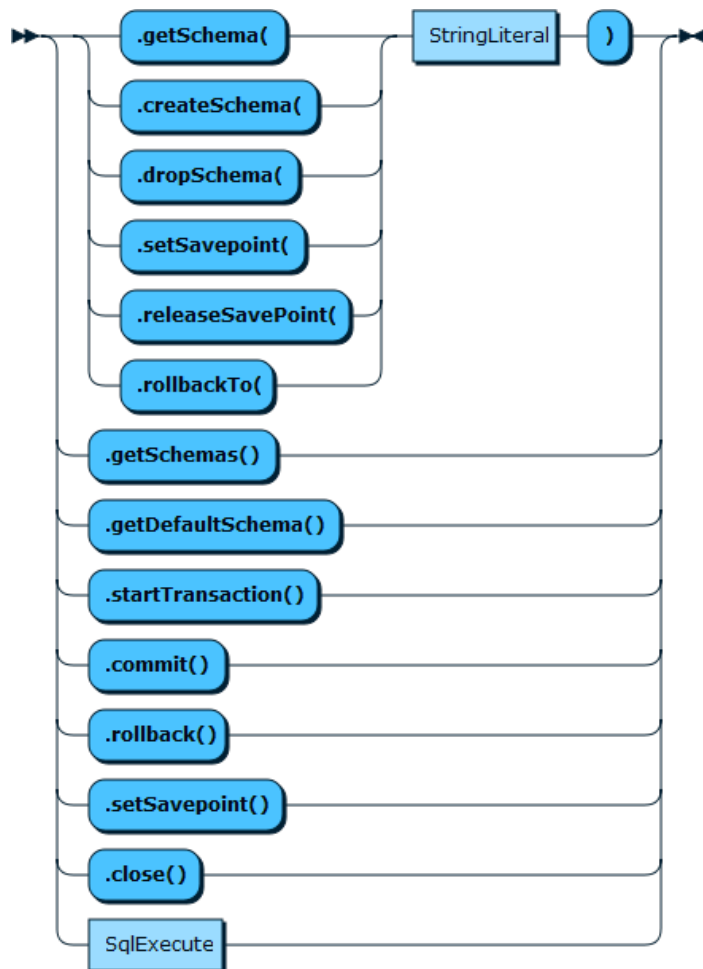 .getSchema( StringLiteral )
.createSchema(
.dropSchema(
.setSavepoint(
.releaseSavePoint(
.rollbackTo(
.getSchemas()
.getDefaultSchema()
.startTransaction()
.commit()
.rollback()
.setSavepoint()
.close()
SqlExecute